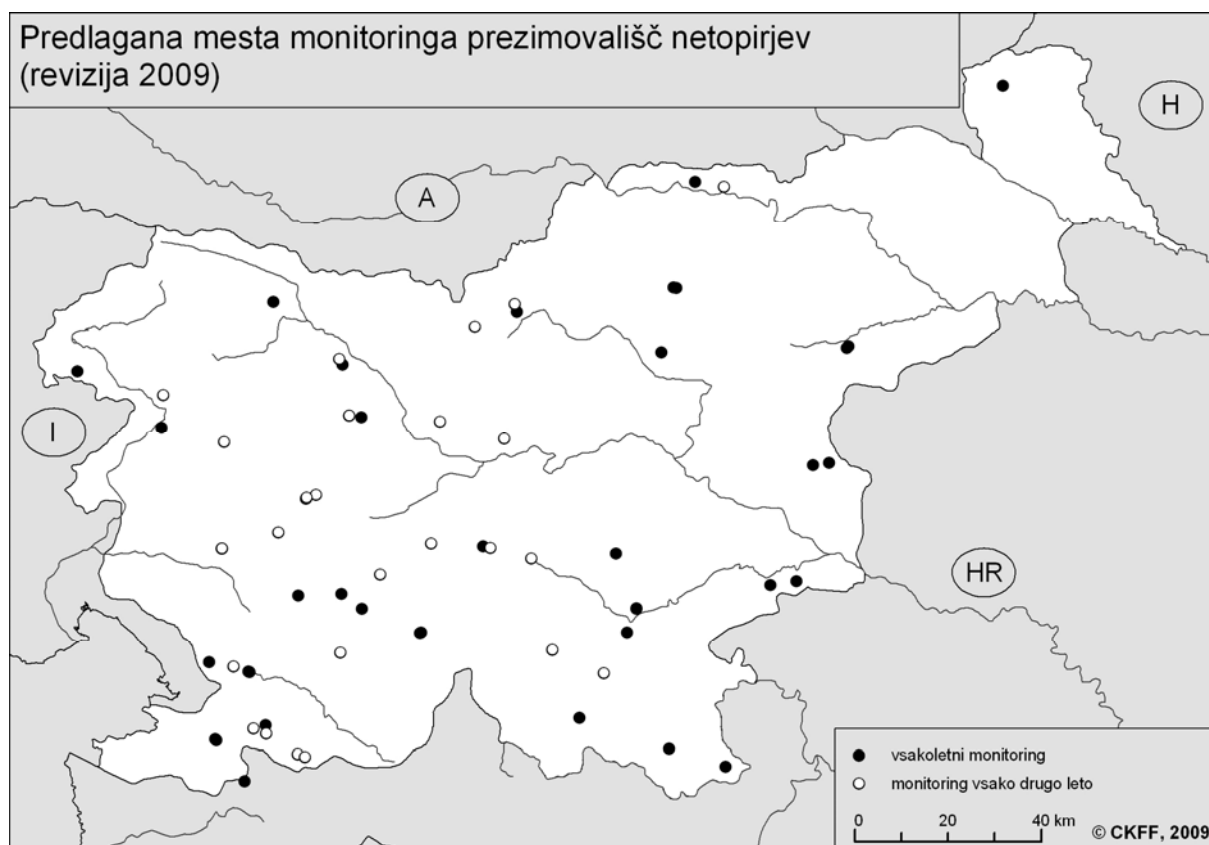 Predlagana mesta monitoringa prezimovališč netopirjev
(revizija 2009)
H
A
I
HR
vsakoletni monitoring
monitoring vsako drugo leto
0 20 40 km
© CKFF, 2009